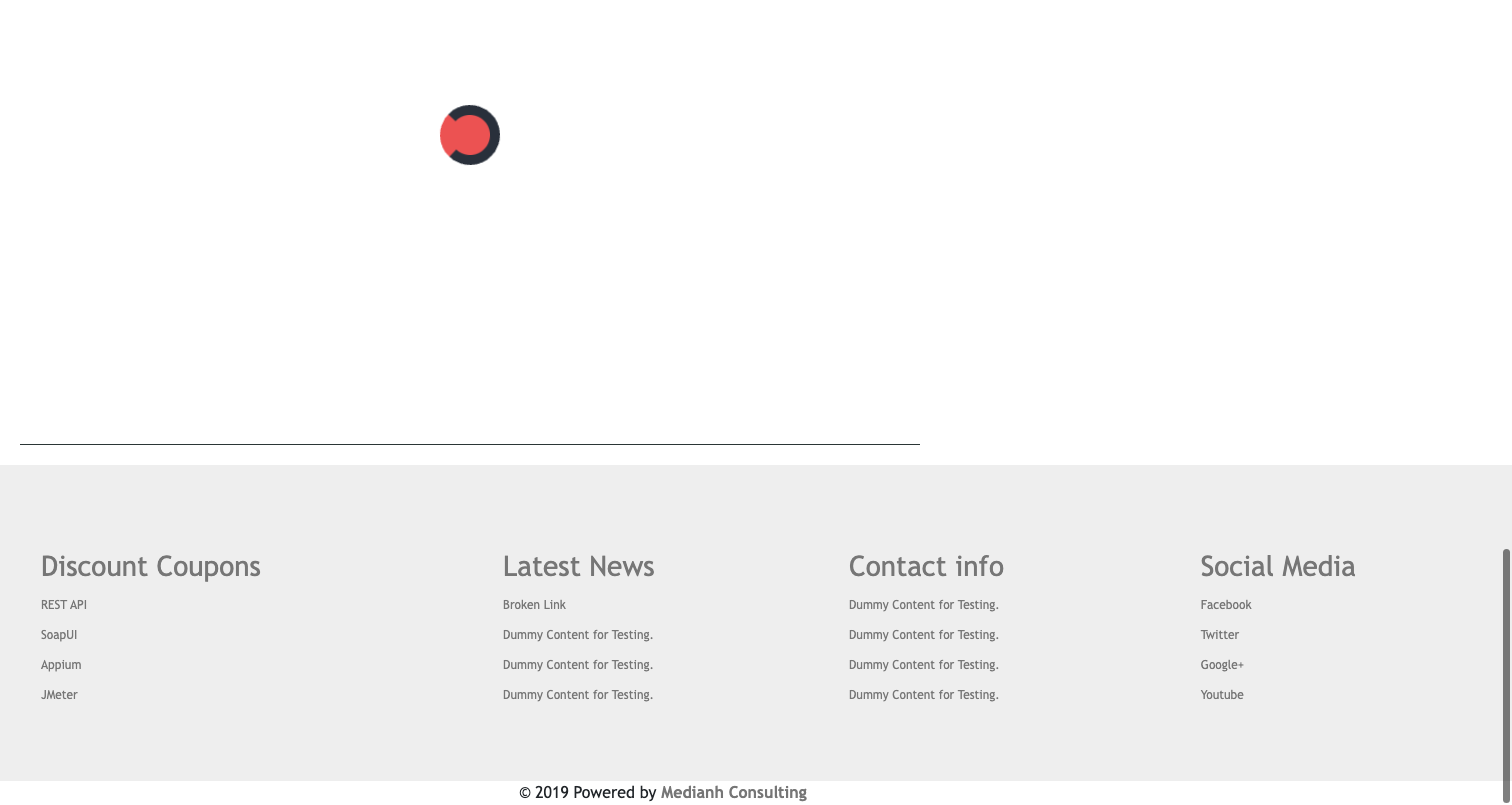 Discount Coupons
REST API
SoapUI
Appium
JMeter
Latest News
Broken Link
Dummy Content for Testing.
Dummy Content for Testing.
Dummy Content for Testing.
Contact info
Dummy Content for Testing.
Dummy Content for Testing.
Dummy Content for Testing.
Dummy Content for Testing.
Social Media
Facebook
Twitter
Google+
Youtube
© 2019 Powered by Medianh Consulting